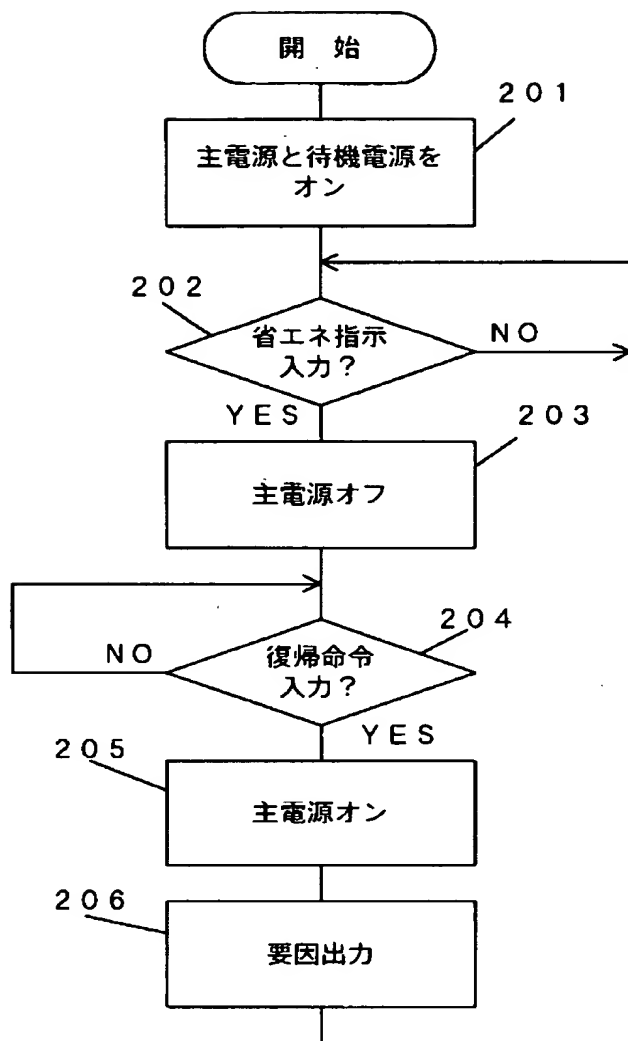 開 始
201
主電源と待機電源を
オン
202
省エネ指示
入力？
NO
YES
203
主電源オフ
204
NO
復帰命令
入力？
YES
205
主電源オン
206
要因出力